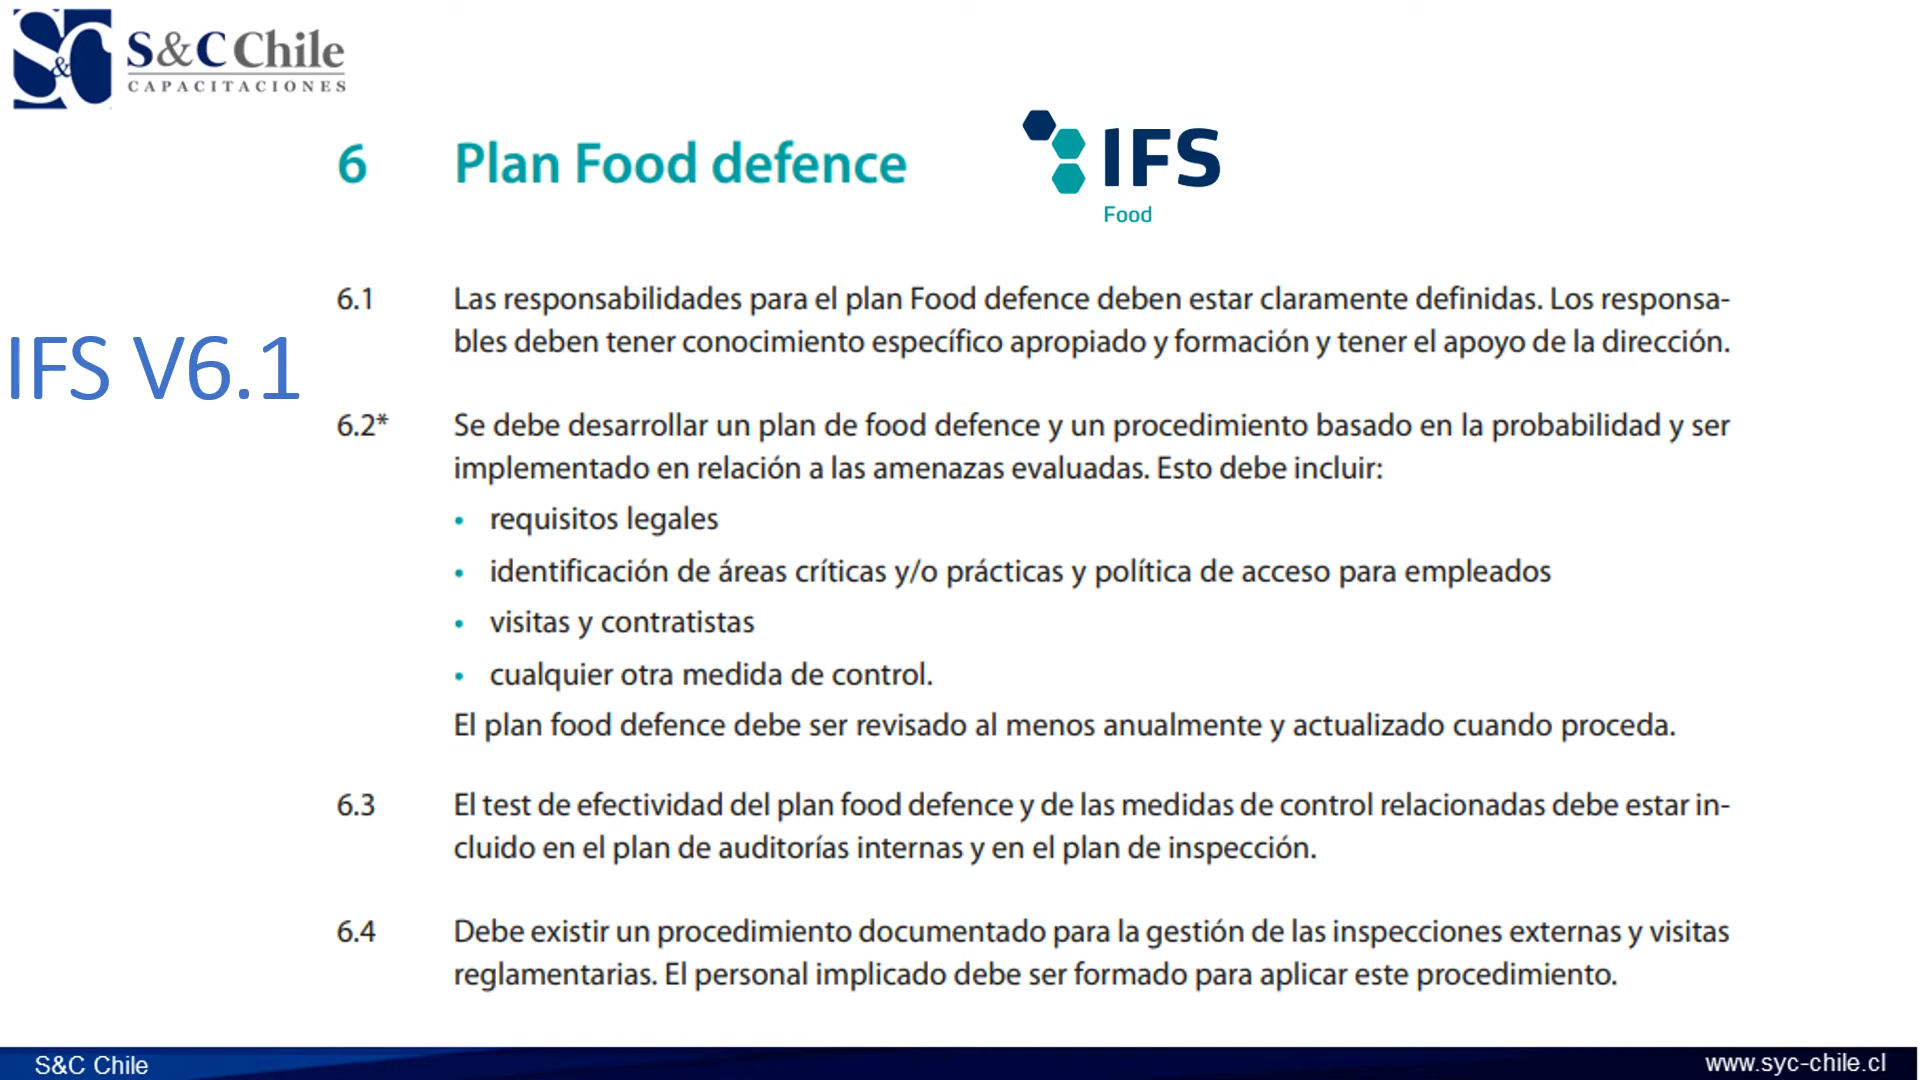 S&C Chile
CAPACITACIONES
6 Plan Food defence
IFS
Food
6.1 Las responsabilidades para el plan Food defence deben estar claramente definidas. Los responsa-
bles deben tener conocimiento específico apropiado y formación y tener el apoyo de la dirección.
IFS V6.1
6.2* Se debe desarrollar un plan de food defence y un procedimiento basado en la probabilidad y ser
implementado en relación a las amenazas evaluadas. Esto debe incluir:
• requisitos legales
• identificación de áreas críticas y/o prácticas y política de acceso para empleados
• visitas y contratistas
• cualquier otra medida de control.
El plan food defence debe ser revisado al menos anualmente y actualizado cuando proceda.
6.3 El test de efectividad del plan food defence y de las medidas de control relacionadas debe estar in-
cluido en el plan de auditorías internas y en el plan de inspección.
6.4 Debe existir un procedimiento documentado para la gestión de las inspecciones externas y visitas
reglamentarias. El personal implicado debe ser formado para aplicar este procedimiento.
S&C Chile
www.syc-chile.cl